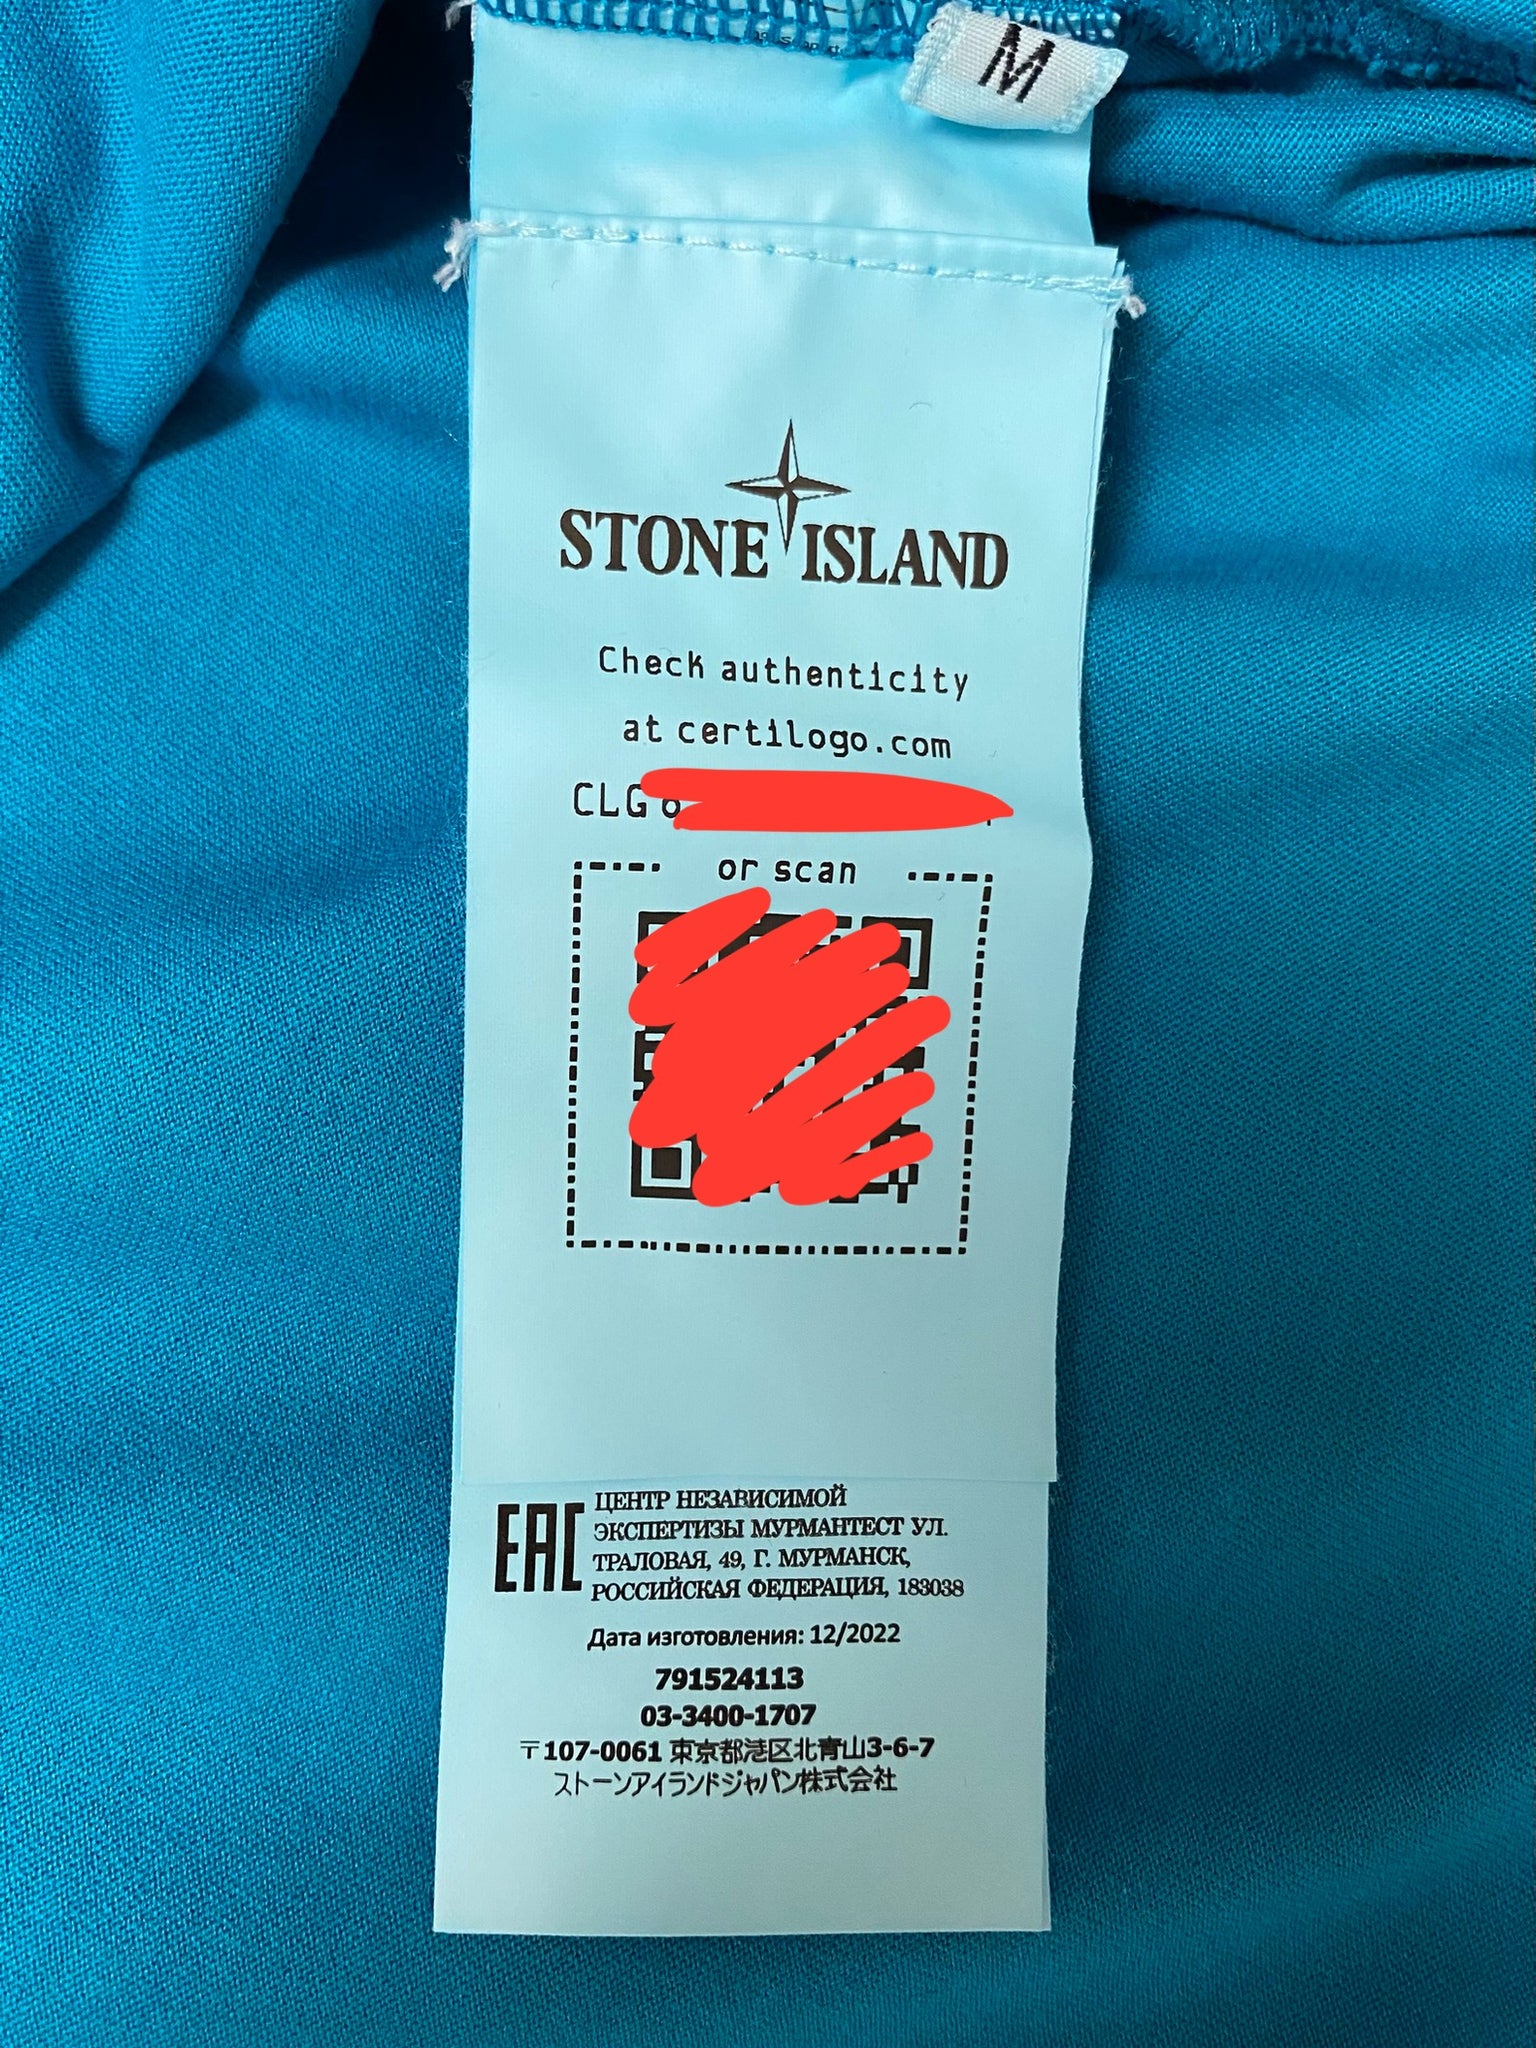 M
STONE ISLAND
Check authenticity
at certilogo.com
CLG
or scan
EAC
ЦЕНТР НЕЗАВИСИМОЙ
ЭКСПЕРТИЗЫ МУРМАНТЕСТ УЛ.
ТРАЛОВАЯ, 49, Г. МУРМАНСК,
РОССИЙСКАЯ ФЕДЕРАЦИЯ, 183038
Дата изготовления: 12/2022
791524113
03-3400-1707
〒107-0061 東京都港区北青山3-6-7
ストーンアイランドジャパン株式会社